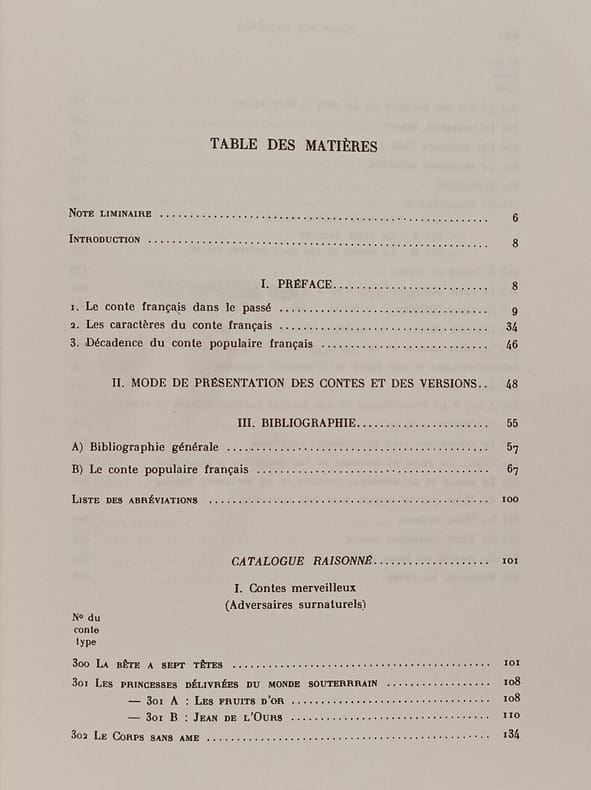 TABLE DES MATIÈRES
NOTE LIMINAIRE ................................................ 6
INTRODUCTION ................................................ 8
I. PRÉFACE........................ 8
1. Le conte français dans le passé ................................ 9
2. Les caractères du conte français ................................ 34
3. Décadence du conte populaire français ........................ 46
II. MODE DE PRÉSENTATION DES CONTES ET DES VERSIONS.. 48
III. BIBLIOGRAPHIE.................... 55
A) Bibliographie générale ........................................ 57
B) Le conte populaire français .................................... 67
LISTE DES ABRÉVIATIONS ........................................ 100
CATALOGUE RAISONNÉ.................... 101
I. Contes merveilleux
(Adversaires surnaturels)
No du
conte
type
300 LA BÊTE A SEPT TÊTES ........................................ 101
301 LES PRINCESSES DÉLIVRÉES DU MONDE SOUTERRRAIN ................ 108
— 301 A : LES FRUITS D'OR ................................ 108
— 301 B : JEAN DE L'OURS ................................ 110
302 LE CORPS SANS AME ............................................ 134